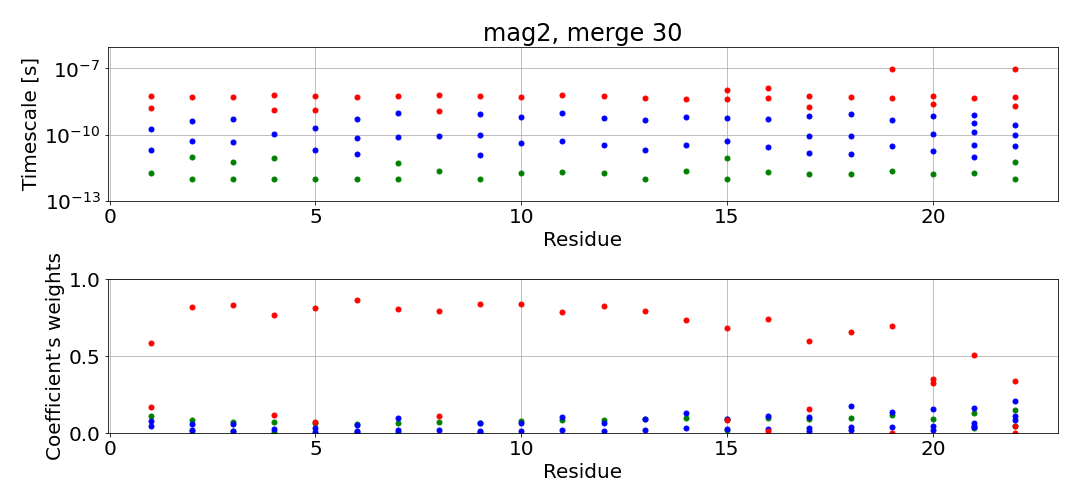 mag2, merge 30
Timescale [s]
10⁻⁷
10⁻¹⁰
10⁻¹³
0 5 10 15 20
Residue
Coefficient's weights
1.0
0.5
0.0
0 5 10 15 20
Residue